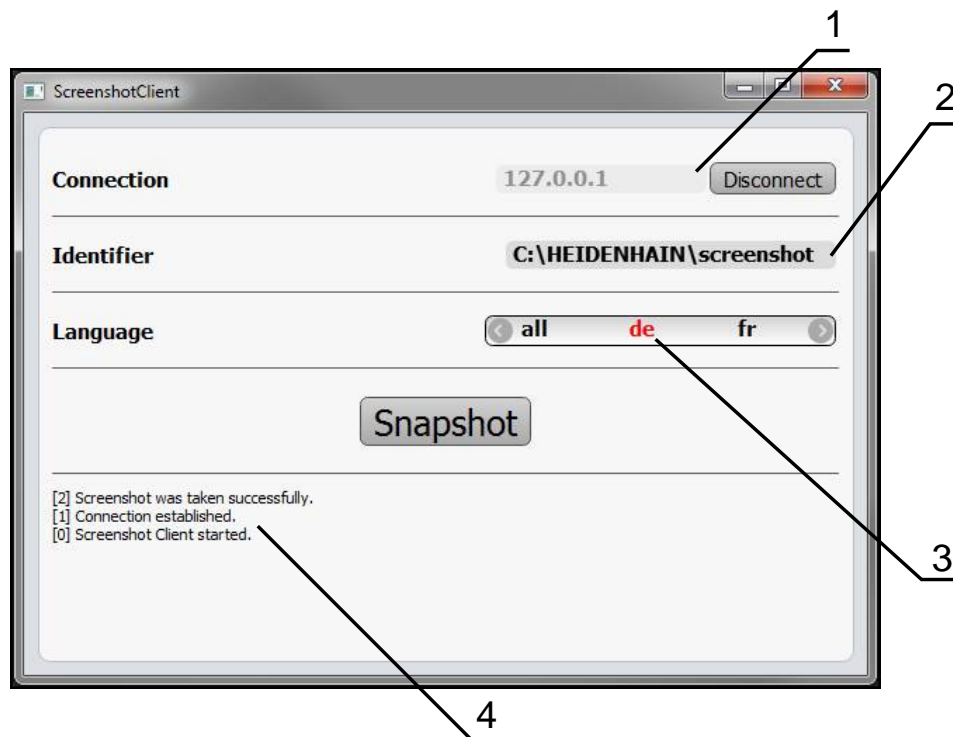 1
ScreenshotClient
2
Connection 127.0.0.1 Disconnect
Identifier C:\HEIDENHAIN\screenshot
Language all de fr
Snapshot
[2] Screenshot was taken successfully.
[1] Connection established.
[0] Screenshot Client started.
3
4